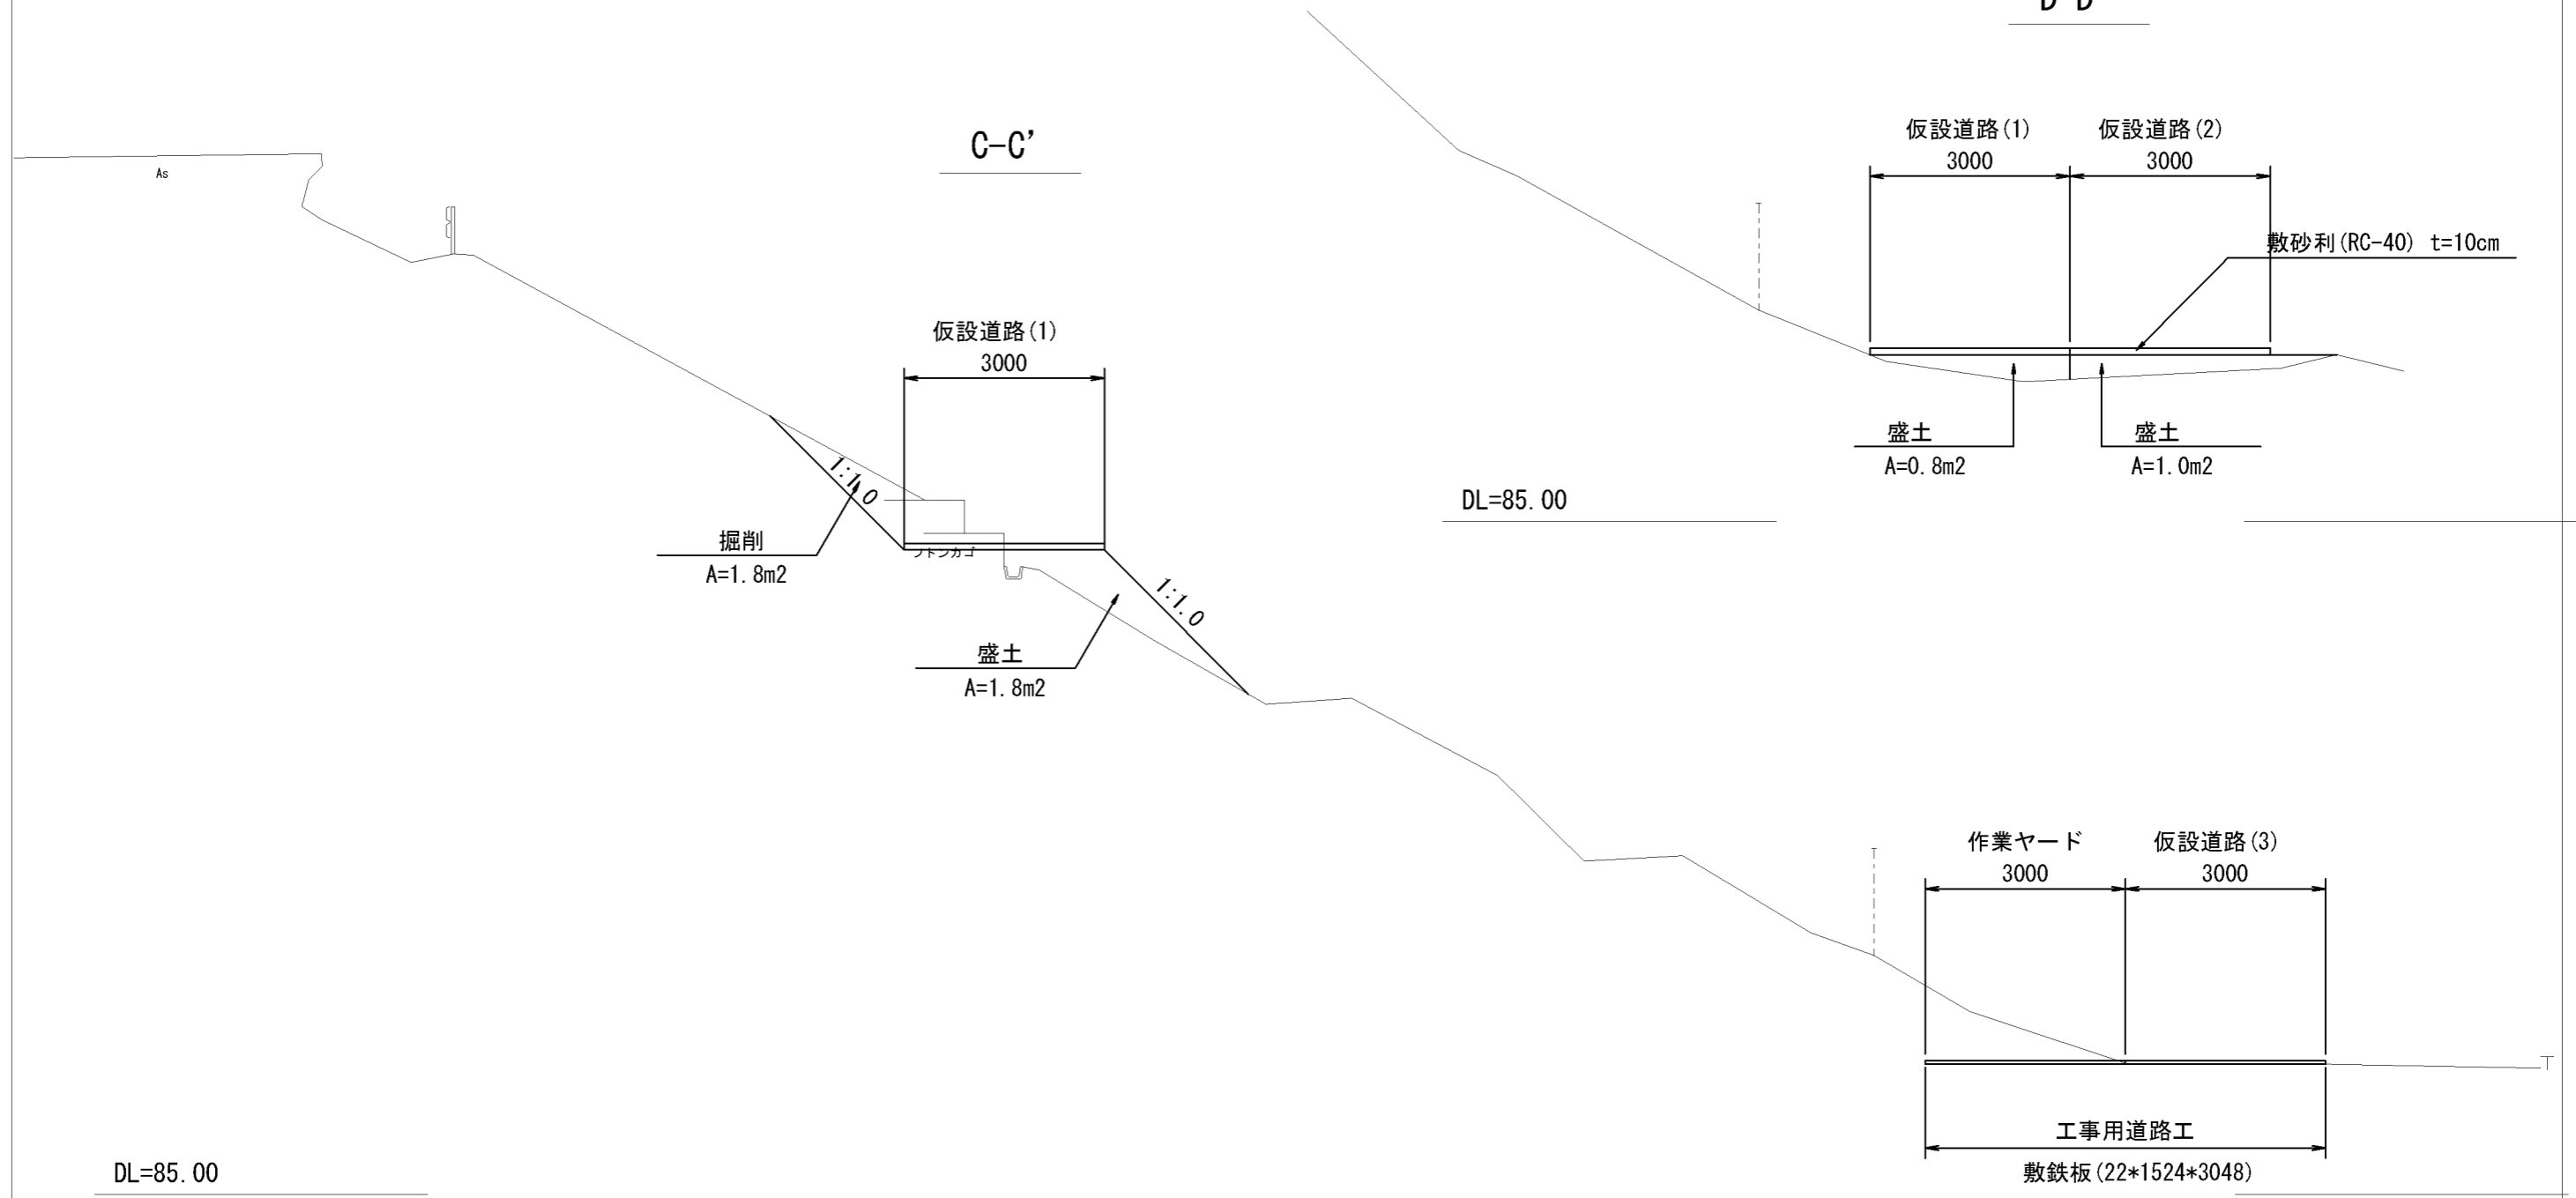 D-D
C-C'
As
仮設道路(1)
3000
仮設道路(2)
3000
敷砂利(RC-40) t=10cm
盛土
A=0.8m2
盛土
A=1.0m2
DL=85.00
仮設道路(1)
3000
1:1.0
掘削
A=1.8m2
フトンカゴ
1:1.0
盛土
A=1.8m2
作業ヤード
3000
仮設道路(3)
3000
工事用道路工
敷鉄板(22*1524*3048)
DL=85.00